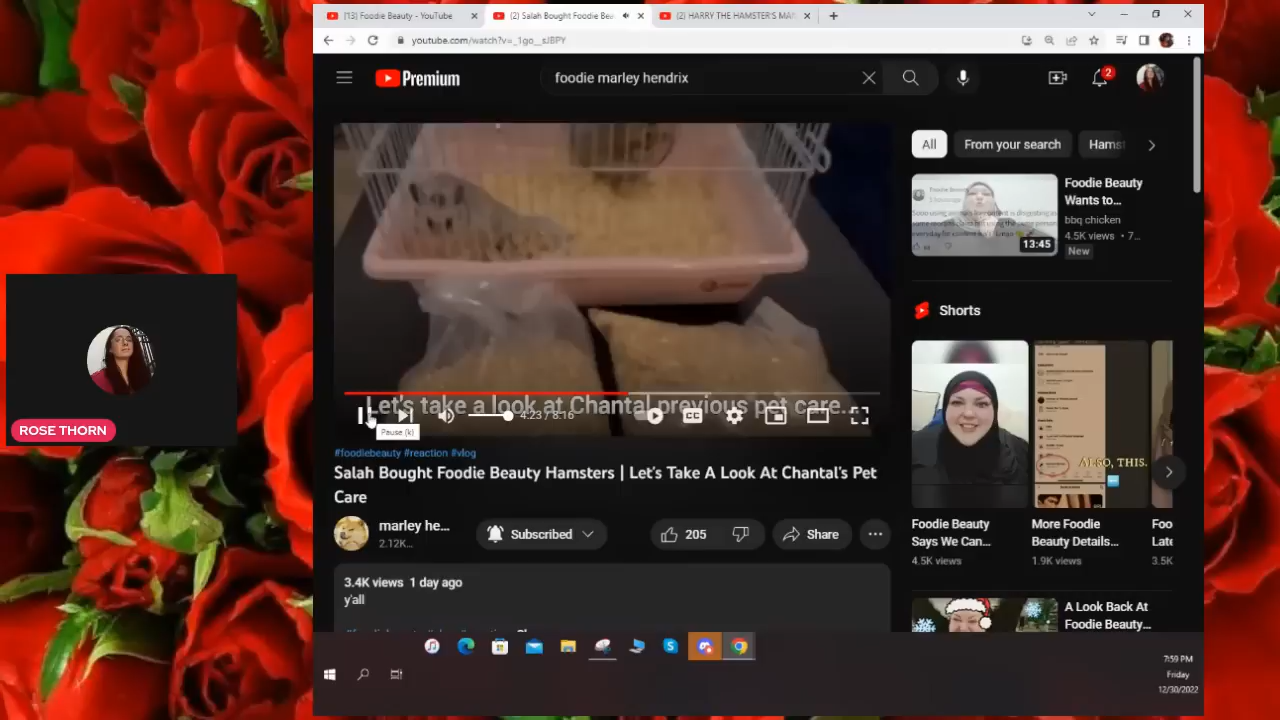 [13] Foodie Beauty - YouTube
(2) Salah Bought Foodie Bea
(2) HARRY THE HAMSTER'S MA
youtube.com/watch?v=_1go__sJBPY
Premium
foodie marley hendrix
2
All
From your search
Hams
Foodie Beauty
Wants to...
bbq chicken
4.5K views • 7...
New
13:45
Shorts
ALSO, THIS.
Let's take a look at Chantal previous pet care.
4:23 / 8:16
CC
Pause (k)
#foodiebeauty #reaction #vlog
Salah Bought Foodie Beauty Hamsters | Let's Take A Look At Chantal's Pet
Care
marley he...
2.12K...
Subscribed
205
Share
3.4K views 1 day ago
y'all
Foodie Beauty
Says We Can...
4.5K views
More Foodie
Beauty Details...
1.9K views
Foo
Late
3.5K
A Look Back At
Foodie Beauty...
ROSE THORN
7:59 PM
Friday
12/30/2022